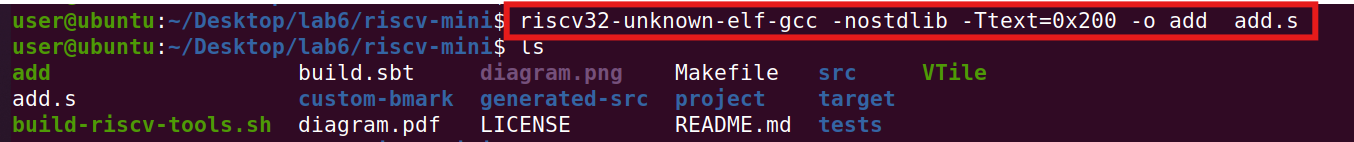 user@ubuntu:~/Desktop/lab6/riscv-mini$ riscv32-unknown-elf-gcc -nostdlib -Ttext=0x200 -o add  add.s
user@ubuntu:~/Desktop/lab6/riscv-mini$ ls
add                   build.sbt     diagram.png    Makefile   src     VTile
add.s                 custom-bmark  generated-src  project    target
build-riscv-tools.sh  diagram.pdf   LICENSE        README.md  tests